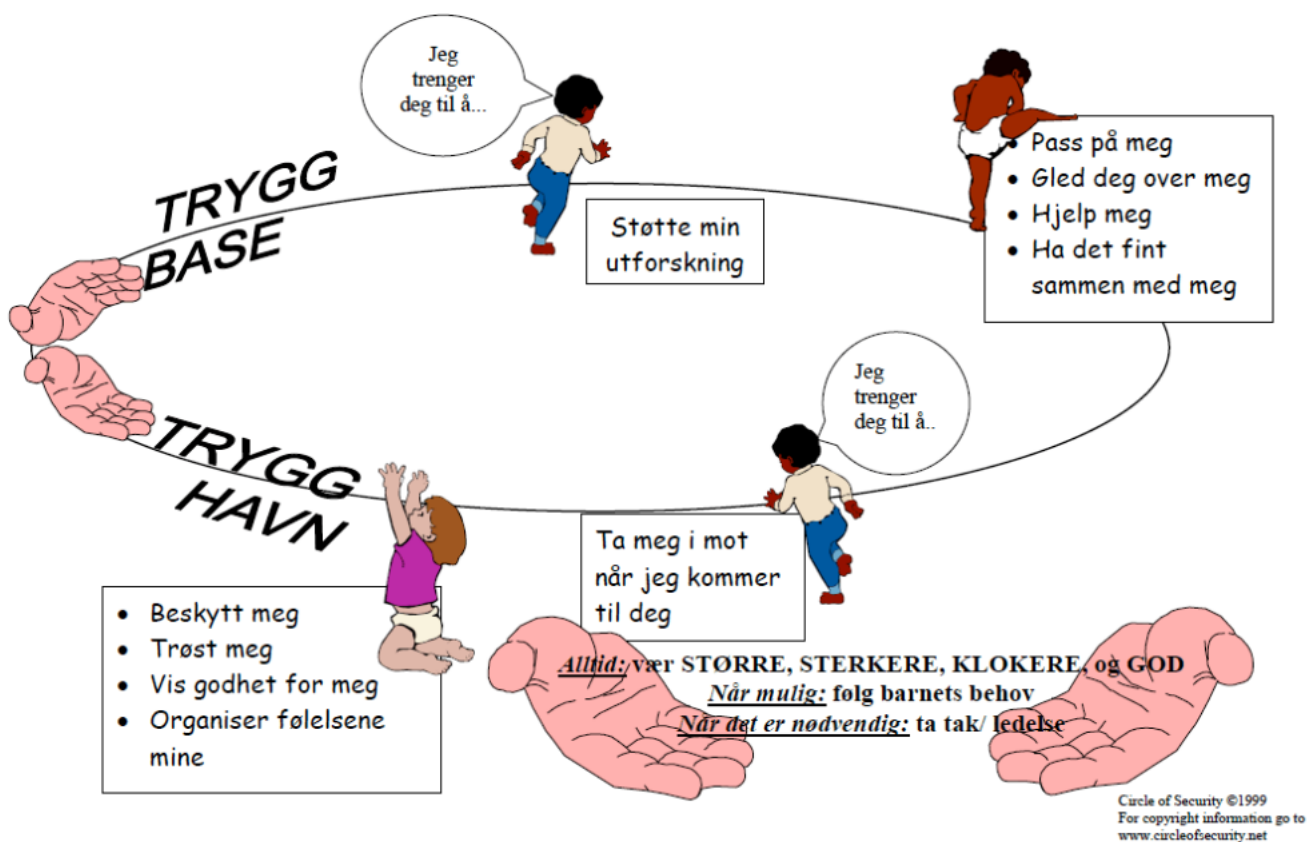 Jeg
trenger
deg til å...
TRYGG
BASE
Støtte min
utforskning
• Pass på meg
• Gled deg over meg
• Hjelp meg
• Ha det fint
sammen med meg
Jeg
trenger
deg til å..
TRYGG
HAVN
Ta meg i mot
når jeg kommer
til deg
• Beskytt meg
• Trøst meg
• Vis godhet for meg
• Organiser følelsene
mine
Alltid: vær STØRRE, STERKERE, KLOKERE, og GOD
Når mulig: følg barnets behov
Når det er nødvendig: ta tak/ ledelse
Circle of Security ©1999
For copyright information go to
www.circleofsecurity.net